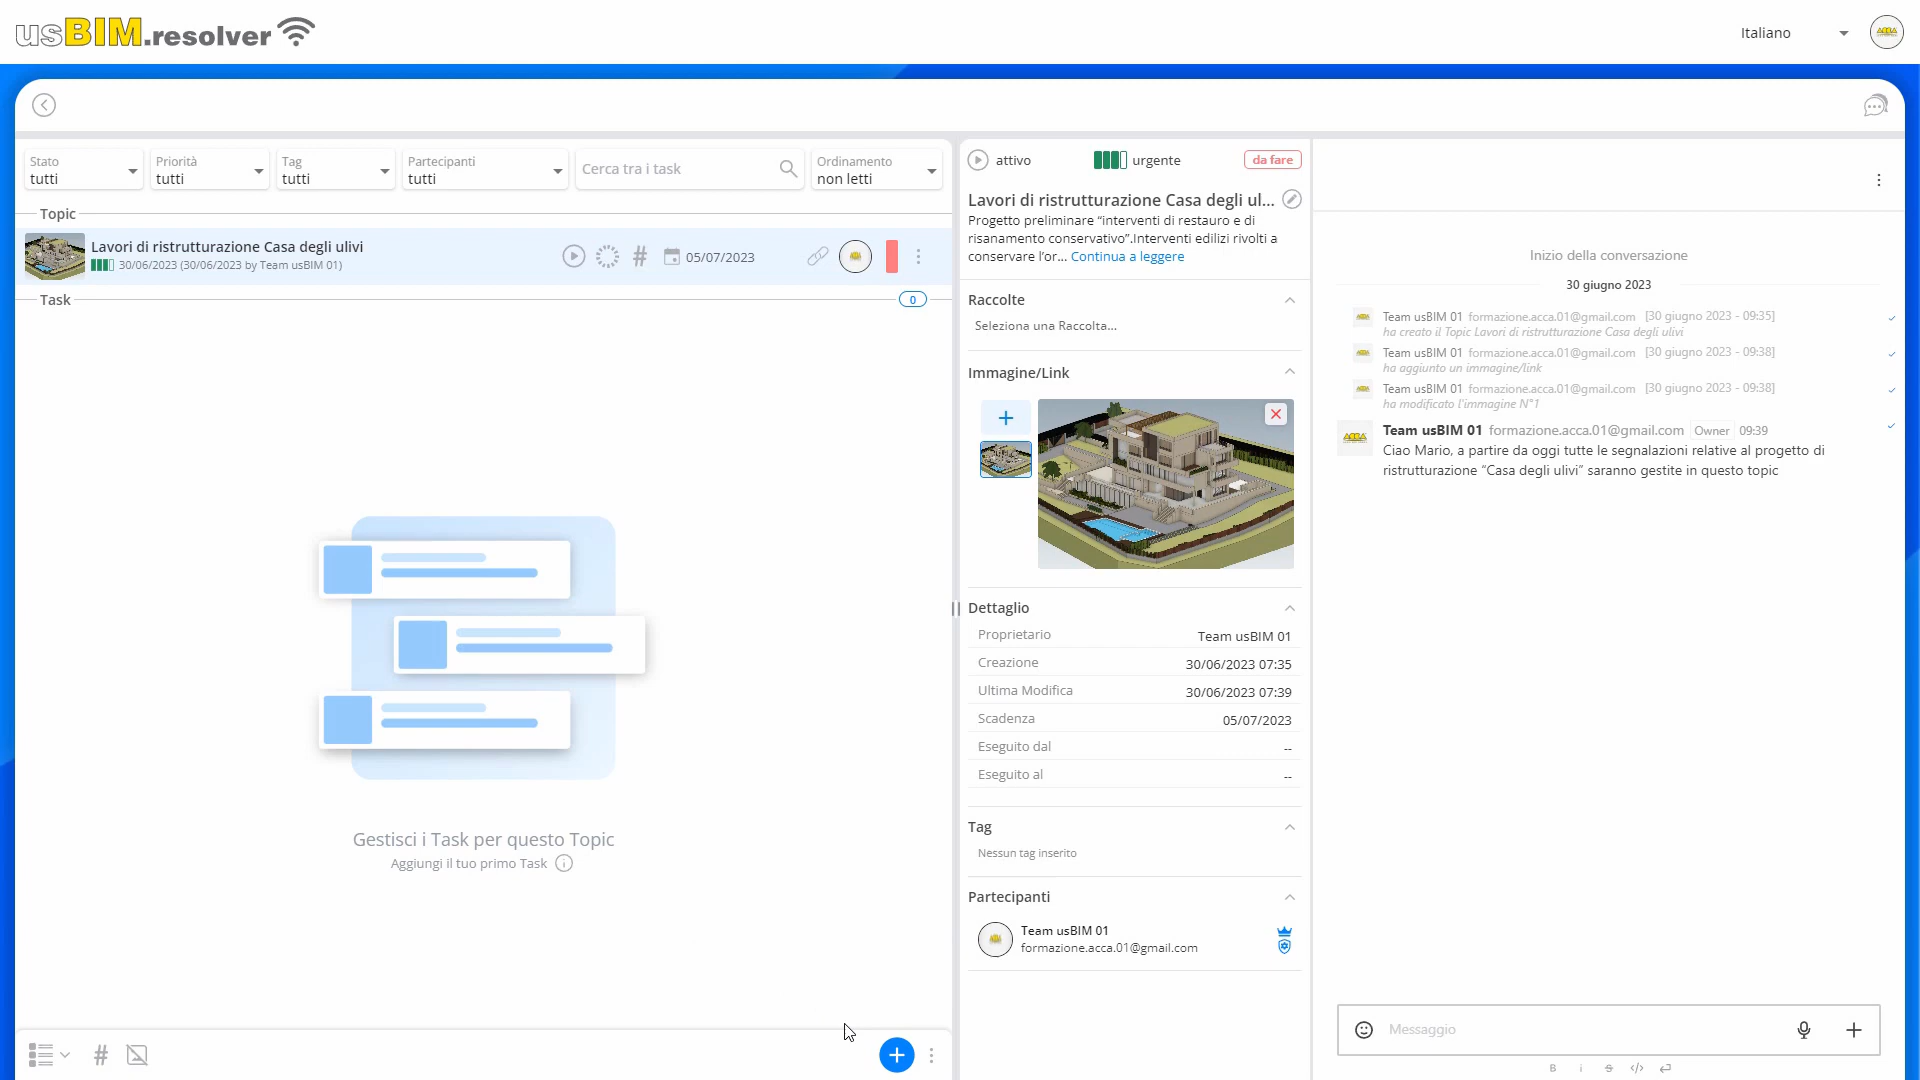 usBIM.resolver
Italiano
Stato
tutti
Priorità
tutti
Tag
tutti
Partecipanti
tutti
Cerca tra i task
Ordinamento
non letti
Topic
Lavori di ristrutturazione Casa degli ulivi
30/06/2023 (30/06/2023 by Team usBIM 01)
#
05/07/2023
Task
0
Gestisci i Task per questo Topic
Aggiungi il tuo primo Task
#
attivo
urgente
da fare
Lavori di ristrutturazione Casa degli ul...
Progetto preliminare “interventi di restauro e di
risanamento conservativo”.Interventi edilizi rivolti a
conservare l’or... Continua a leggere
Raccolte
Seleziona una Raccolta...
Immagine/Link
Dettaglio
Proprietario Team usBIM 01
Creazione 30/06/2023 07:35
Ultima Modifica 30/06/2023 07:39
Scadenza 05/07/2023
Eseguito dal --
Eseguito al --
Tag
Nessun tag inserito
Partecipanti
Team usBIM 01
formazione.acca.01@gmail.com
Inizio della conversazione
30 giugno 2023
Team usBIM 01 formazione.acca.01@gmail.com [30 giugno 2023 - 09:35]
ha creato il Topic Lavori di ristrutturazione Casa degli ulivi
Team usBIM 01 formazione.acca.01@gmail.com [30 giugno 2023 - 09:38]
ha aggiunto un immagine/link
Team usBIM 01 formazione.acca.01@gmail.com [30 giugno 2023 - 09:38]
ha modificato l'immagine N°1
ACCA
Team usBIM 01 formazione.acca.01@gmail.com Owner 09:39
Ciao Mario, a partire da oggi tutte le segnalazioni relative al progetto di
ristrutturazione “Casa degli ulivi” saranno gestite in questo topic
Messaggio
B i S </>